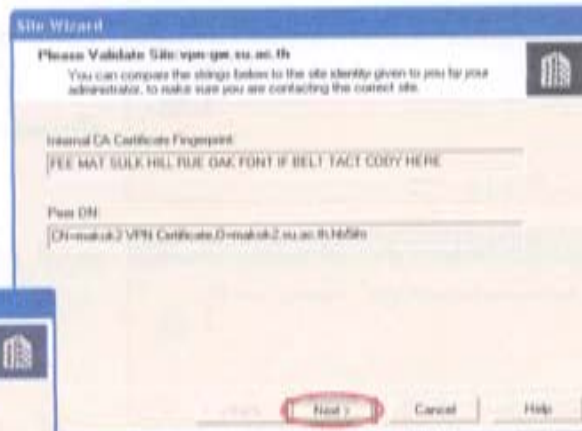 Site Wizard
Please Validate Site: vpn-gw.su.ac.th
You can compare the strings below to the site identity given to you by your
administrator, to make sure you are contacting the correct site.
Internal CA Certificate Fingerprint:
FEE MAT SULK HILL RUE OAK FONT IF BELT TACT CODY HERE
Peer DN:
VPN Certificate,
Next >
Cancel
Help